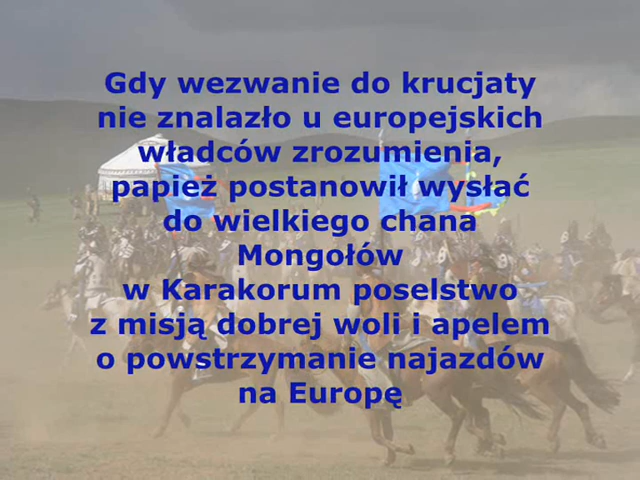 Gdy wezwanie do krucjaty
nie znalazło u europejskich
władców zrozumienia,
papież postanowił wysłać
do wielkiego chana
Mongołów
w Karakorum poselstwo
z misją dobrej woli i apelem
o powstrzymanie najazdów
na Europę